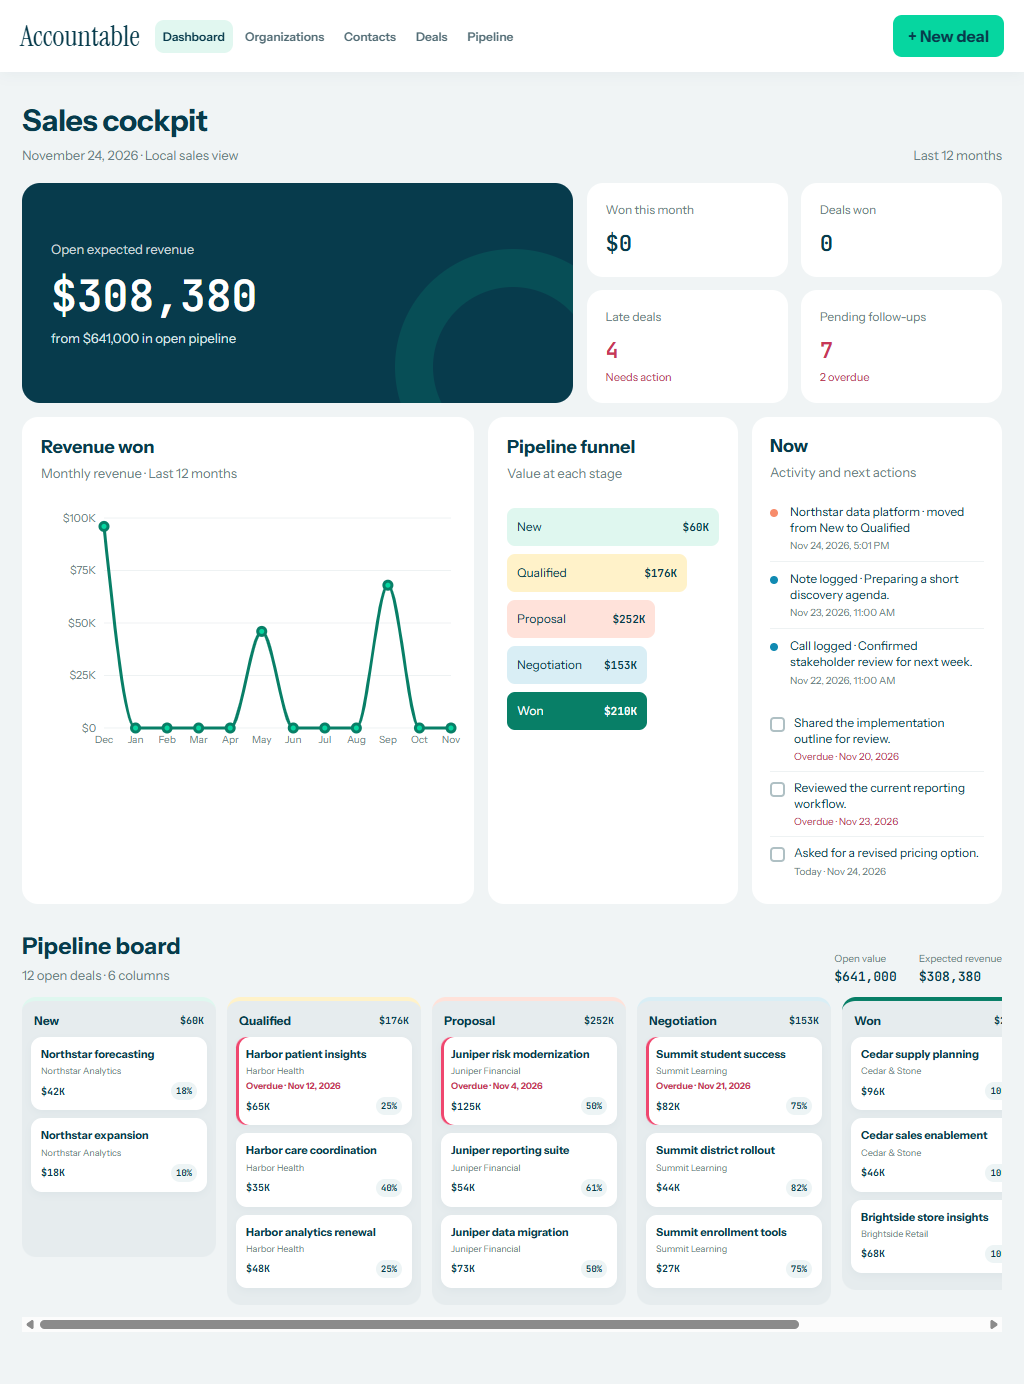 Accountable
Dashboard
Organizations
Contacts
Deals
Pipeline
+ New deal
Sales cockpit
November 24, 2026 · Local sales view
Last 12 months
Open expected revenue
$308,380
from $641,000 in open pipeline
Won this month
$0
Deals won
0
Late deals
4
Needs action
Pending follow-ups
7
2 overdue
Revenue won
Monthly revenue · Last 12 months
$100K
$75K
$50K
$25K
$0
Dec Jan Feb Mar Apr May Jun Jul Aug Sep Oct Nov
Pipeline funnel
Value at each stage
New $60K
Qualified $176K
Proposal $252K
Negotiation $153K
Won $210K
Now
Activity and next actions
Northstar data platform · moved
from New to Qualified
Nov 24, 2026, 5:01 PM
Note logged · Preparing a short
discovery agenda.
Nov 23, 2026, 11:00 AM
Call logged · Confirmed
stakeholder review for next week.
Nov 22, 2026, 11:00 AM
Shared the implementation
outline for review.
Overdue · Nov 20, 2026
Reviewed the current reporting
workflow.
Overdue · Nov 23, 2026
Asked for a revised pricing option.
Today · Nov 24, 2026
Pipeline board
12 open deals · 6 columns
Open value
$641,000
Expected revenue
$308,380
New $60K
Northstar forecasting
Northstar Analytics
$42K 18%
Northstar expansion
Northstar Analytics
$18K 10%
Qualified $176K
Harbor patient insights
Harbor Health
Overdue · Nov 12, 2026
$65K 25%
Harbor care coordination
Harbor Health
$35K 40%
Harbor analytics renewal
Harbor Health
$48K 25%
Proposal $252K
Juniper risk modernization
Juniper Financial
Overdue · Nov 4, 2026
$125K 50%
Juniper reporting suite
Juniper Financial
$54K 61%
Juniper data migration
Juniper Financial
$73K 50%
Negotiation $153K
Summit student success
Summit Learning
Overdue · Nov 21, 2026
$82K 75%
Summit district rollout
Summit Learning
$44K 82%
Summit enrollment tools
Summit Learning
$27K 75%
Won
Cedar supply planning
Cedar & Stone
$96K 10
Cedar sales enablement
Cedar & Stone
$46K 10
Brightside store insights
Brightside Retail
$68K 10